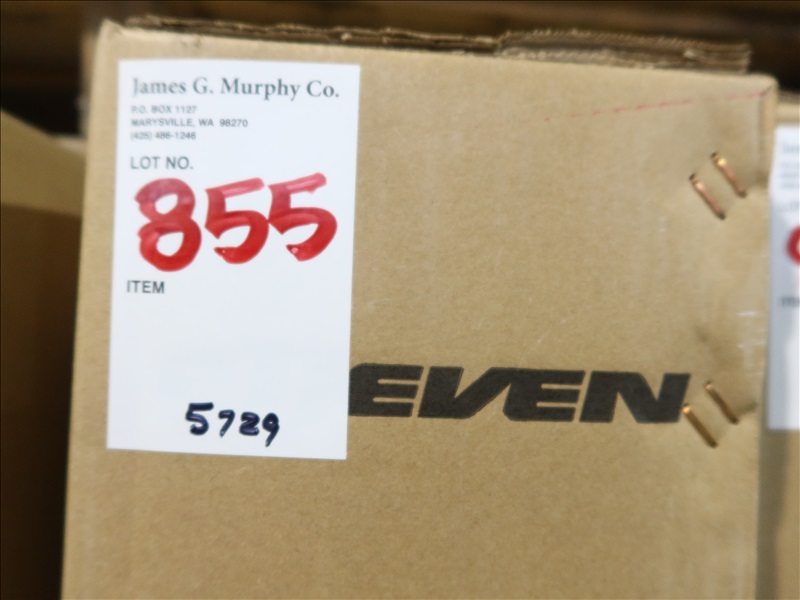 James G. Murphy Co.
P.O. BOX 1127
MARYSVILLE, WA 98270
(425) 486-1246
LOT NO.
855
ITEM
5729
EVEN